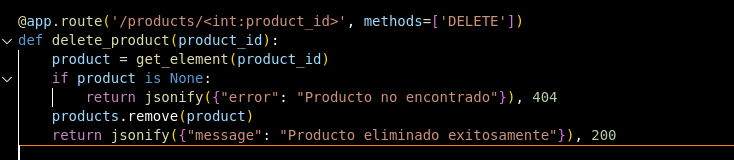 @app.route('/products/<int:product_id>', methods=['DELETE'])
def delete_product(product_id):
    product = get_element(product_id)
    if product is None:
        return jsonify({"error": "Producto no encontrado"}), 404
    products.remove(product)
    return jsonify({"message": "Producto eliminado exitosamente"}), 200